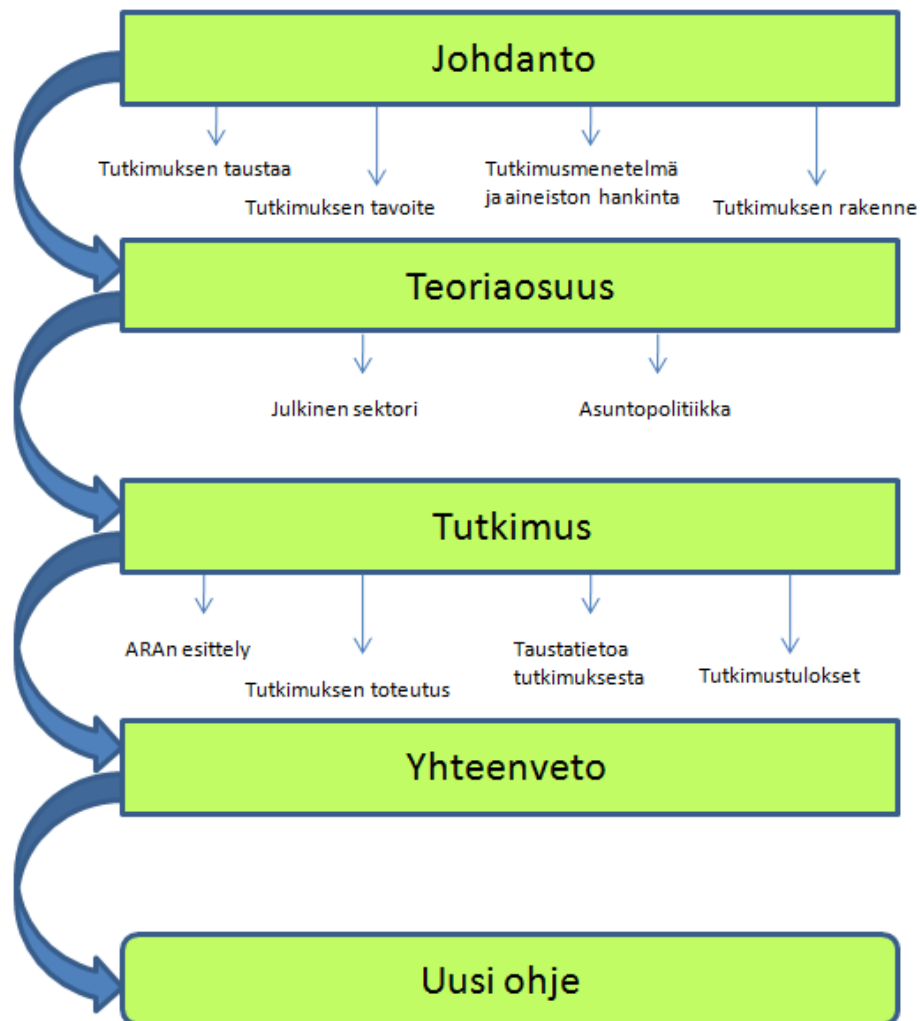 Johdanto
Tutkimuksen taustaa
Tutkimuksen tavoite
Tutkimusmenetelmä
ja aineiston hankinta
Tutkimuksen rakenne
Teoriaosuus
Julkinen sektori
Asuntopolitiikka
Tutkimus
ARAn esittely
Tutkimuksen toteutus
Taustatietoa
tutkimuksesta
Tutkimustulokset
Yhteenveto
Uusi ohje